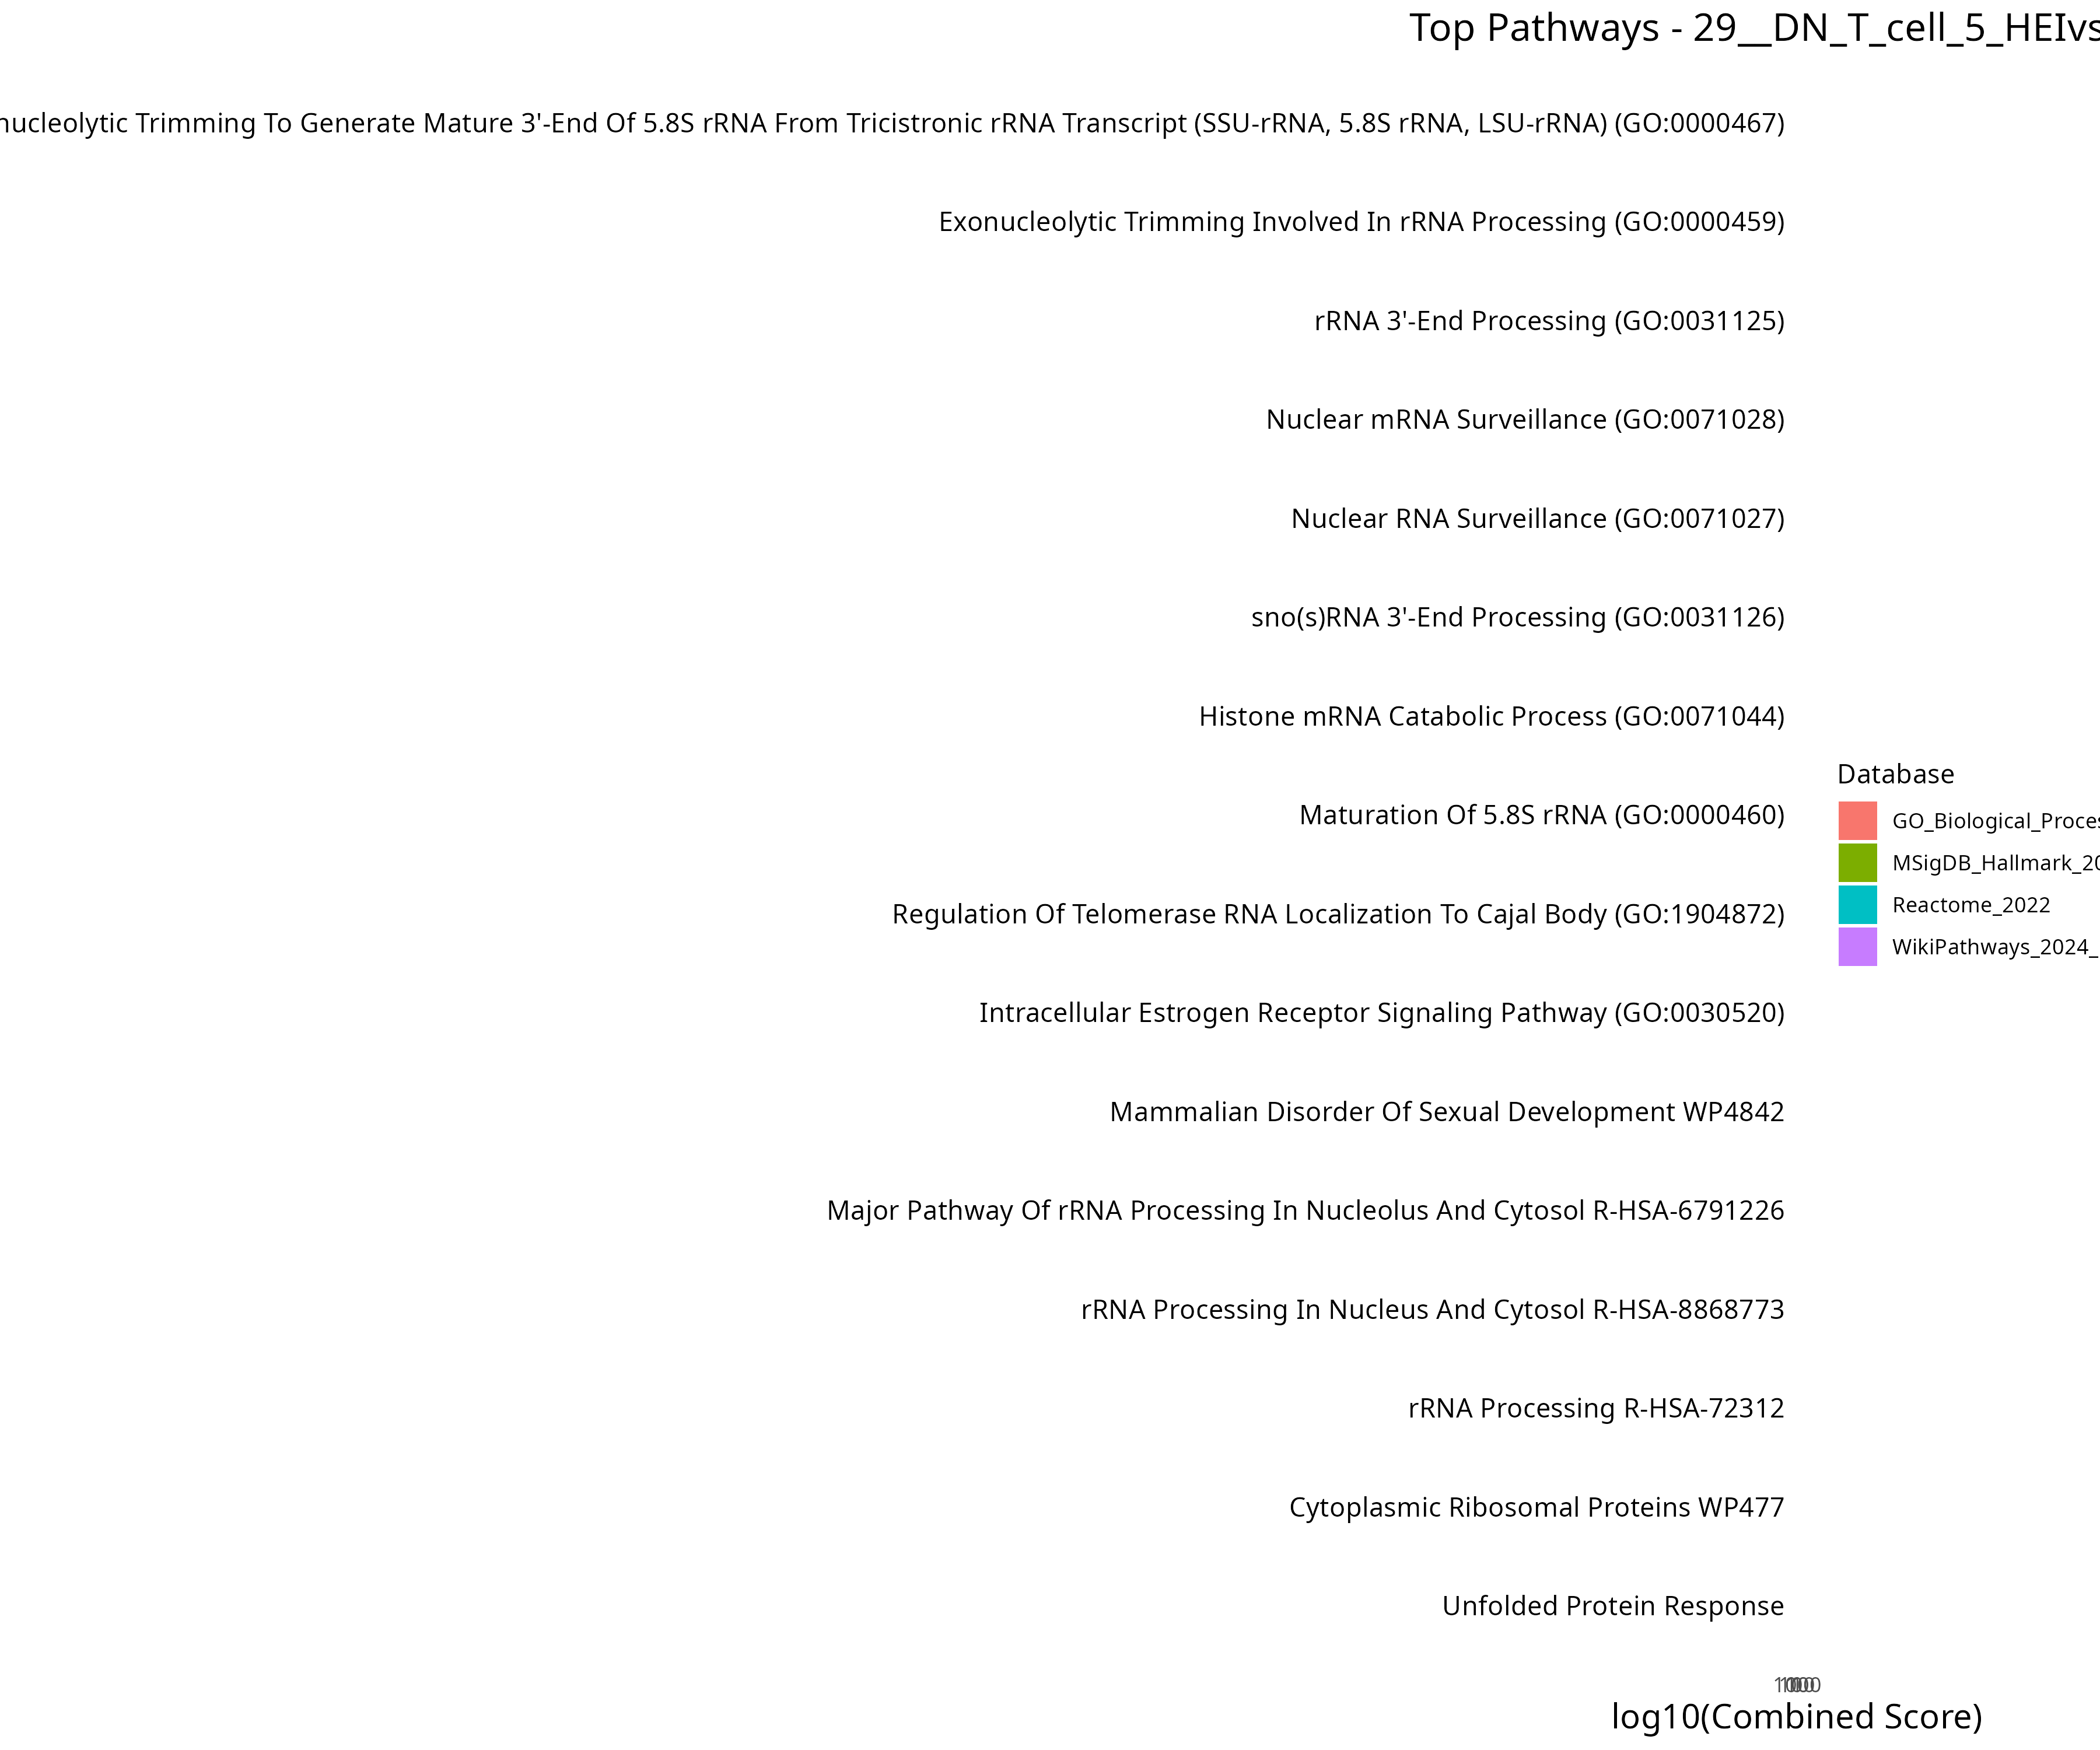 Top Pathways - 29__DN_T_cell_5_HEIvs
nucleolytic Trimming To Generate Mature 3'-End Of 5.8S rRNA From Tricistronic rRNA Transcript (SSU-rRNA, 5.8S rRNA, LSU-rRNA) (GO:0000467)
Exonucleolytic Trimming Involved In rRNA Processing (GO:0000459)
rRNA 3'-End Processing (GO:0031125)
Nuclear mRNA Surveillance (GO:0071028)
Nuclear RNA Surveillance (GO:0071027)
sno(s)RNA 3'-End Processing (GO:0031126)
Histone mRNA Catabolic Process (GO:0071044)
Maturation Of 5.8S rRNA (GO:0000460)
Regulation Of Telomerase RNA Localization To Cajal Body (GO:1904872)
Intracellular Estrogen Receptor Signaling Pathway (GO:0030520)
Mammalian Disorder Of Sexual Development WP4842
Major Pathway Of rRNA Processing In Nucleolus And Cytosol R-HSA-6791226
rRNA Processing In Nucleus And Cytosol R-HSA-8868773
rRNA Processing R-HSA-72312
Cytoplasmic Ribosomal Proteins WP477
Unfolded Protein Response
log10(Combined Score)
Database
GO_Biological_Proces
MSigDB_Hallmark_20
Reactome_2022
WikiPathways_2024_